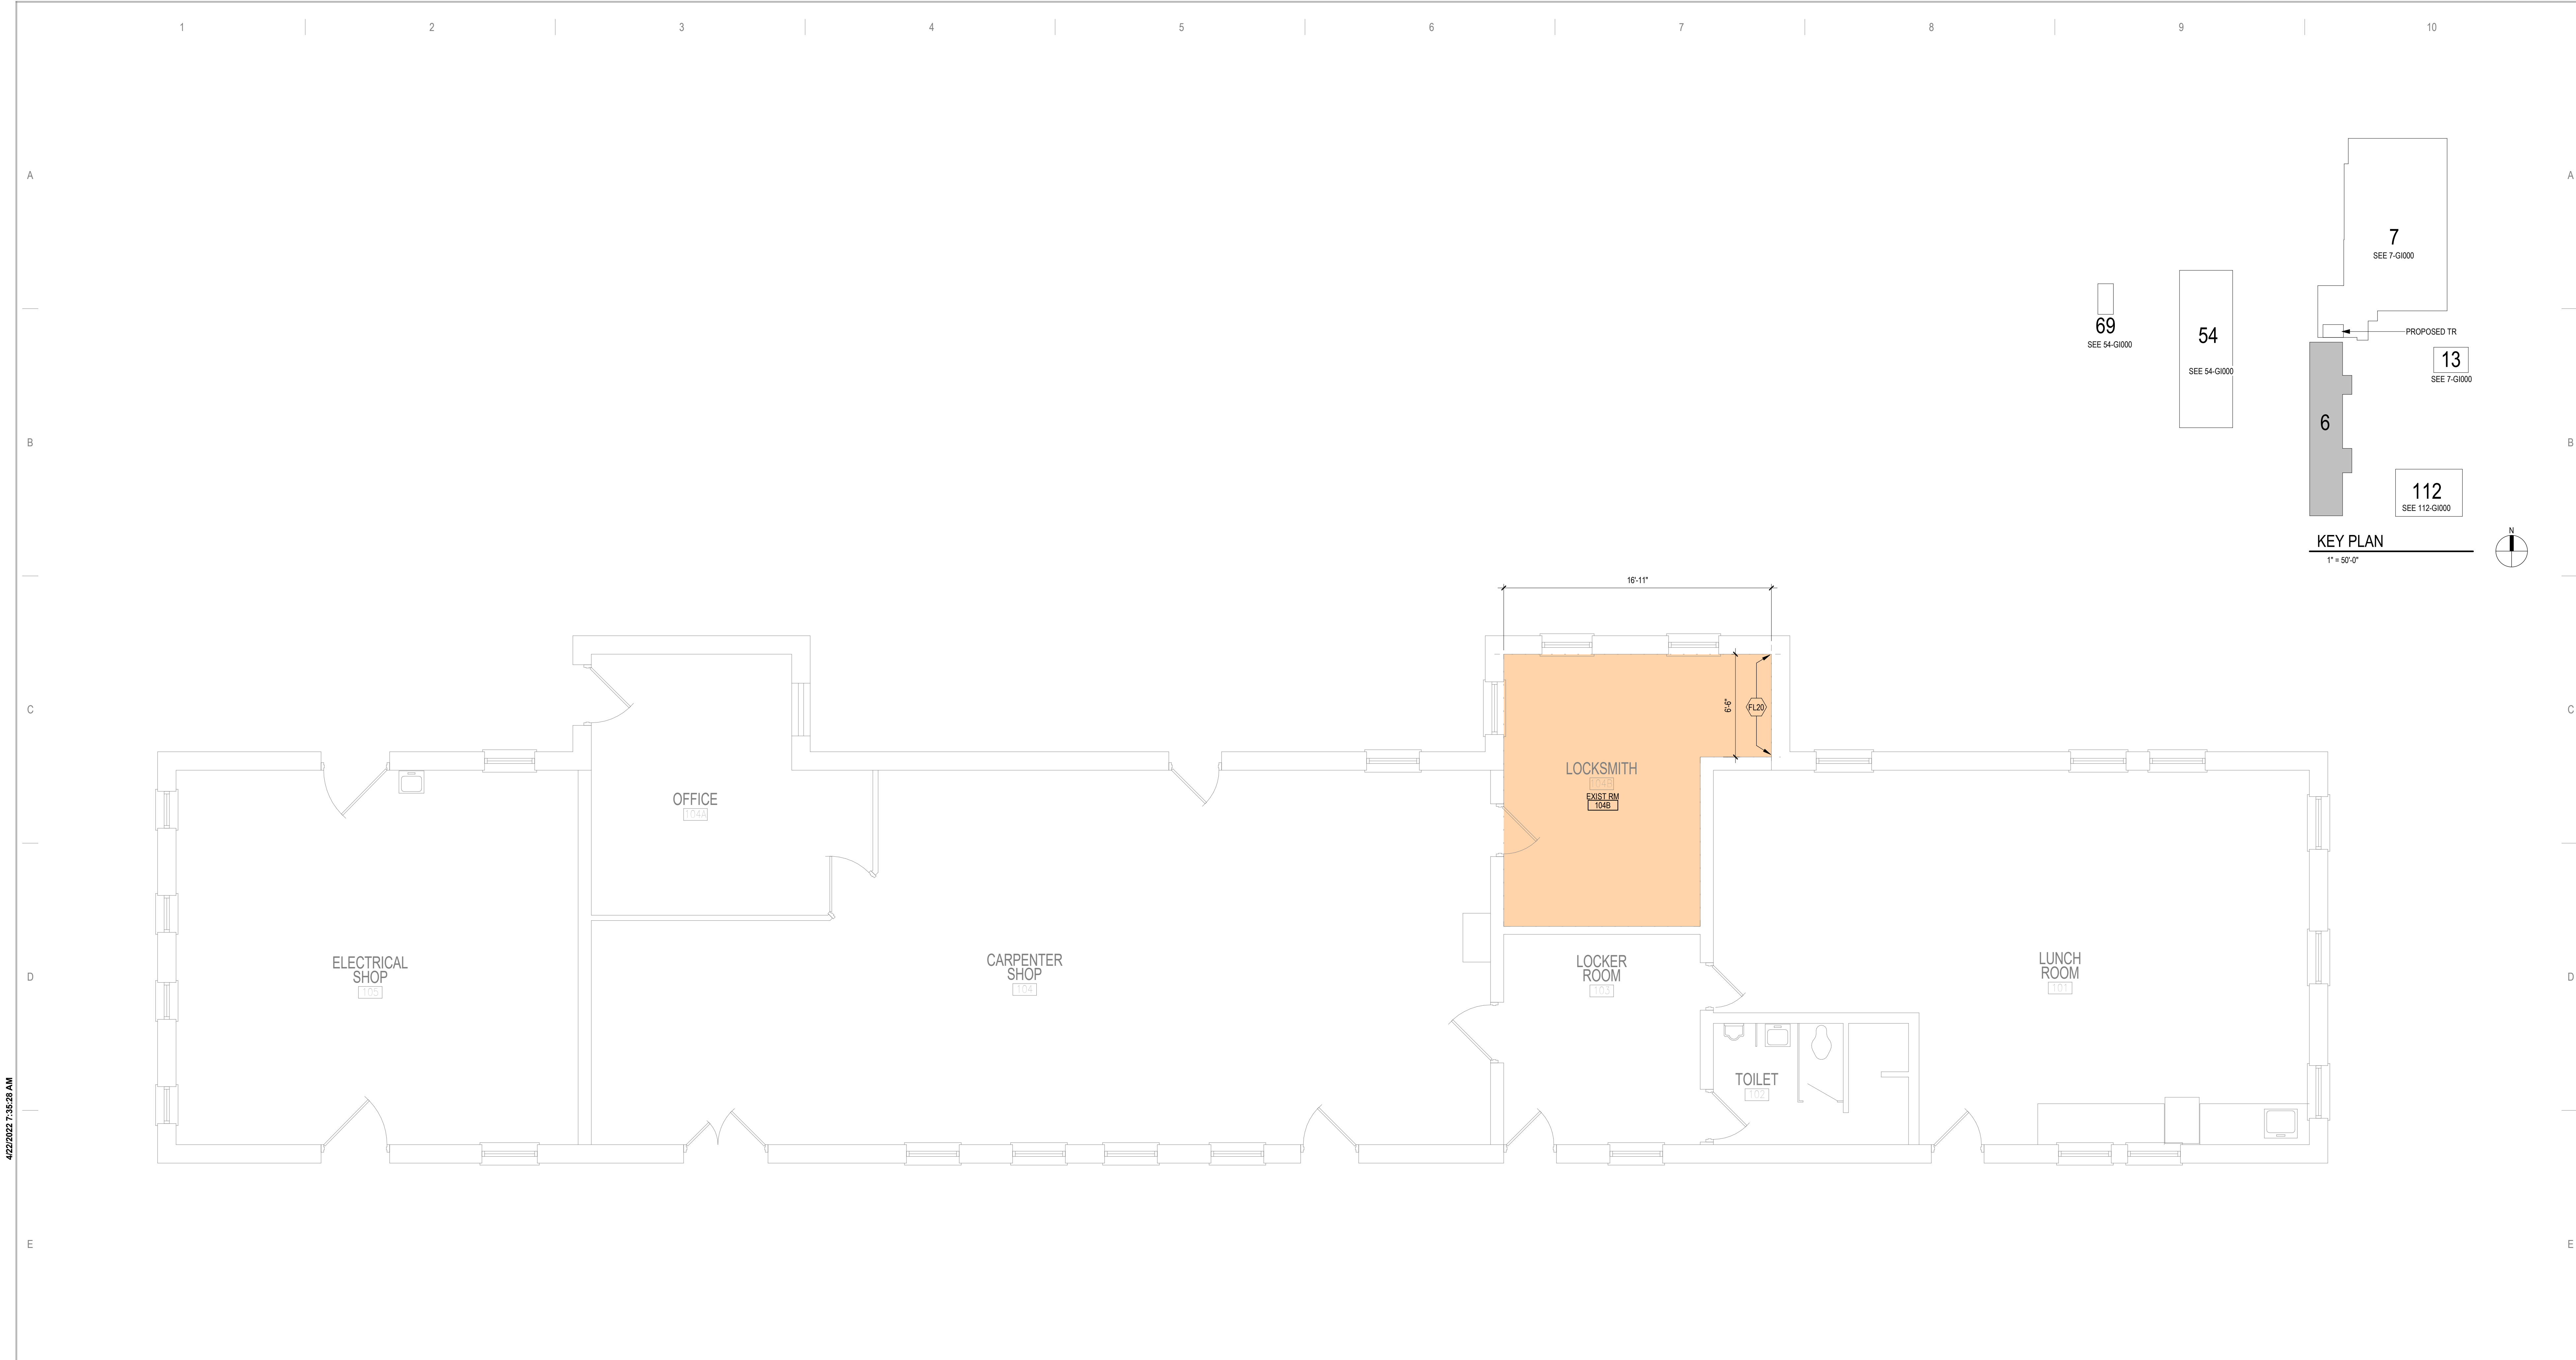 1 2 3 4 5 6 7 8 9 10
A A
7
SEE 7-GI000
69
SEE 54-GI000
54
SEE 54-GI000
PROPOSED TR
13
SEE 7-GI000
6
B B
112
SEE 112-GI000
KEY PLAN
1" = 50'-0"
N
16'-11"
6'-6"
FL20
C C
LOCKSMITH
104B
EXIST RM
104B
OFFICE
104A
ELECTRICAL
SHOP
105
CARPENTER
SHOP
104
LOCKER
ROOM
103
LUNCH
ROOM
101
D D
TOILET
102
4/22/2022 7:35:28 AM
E E